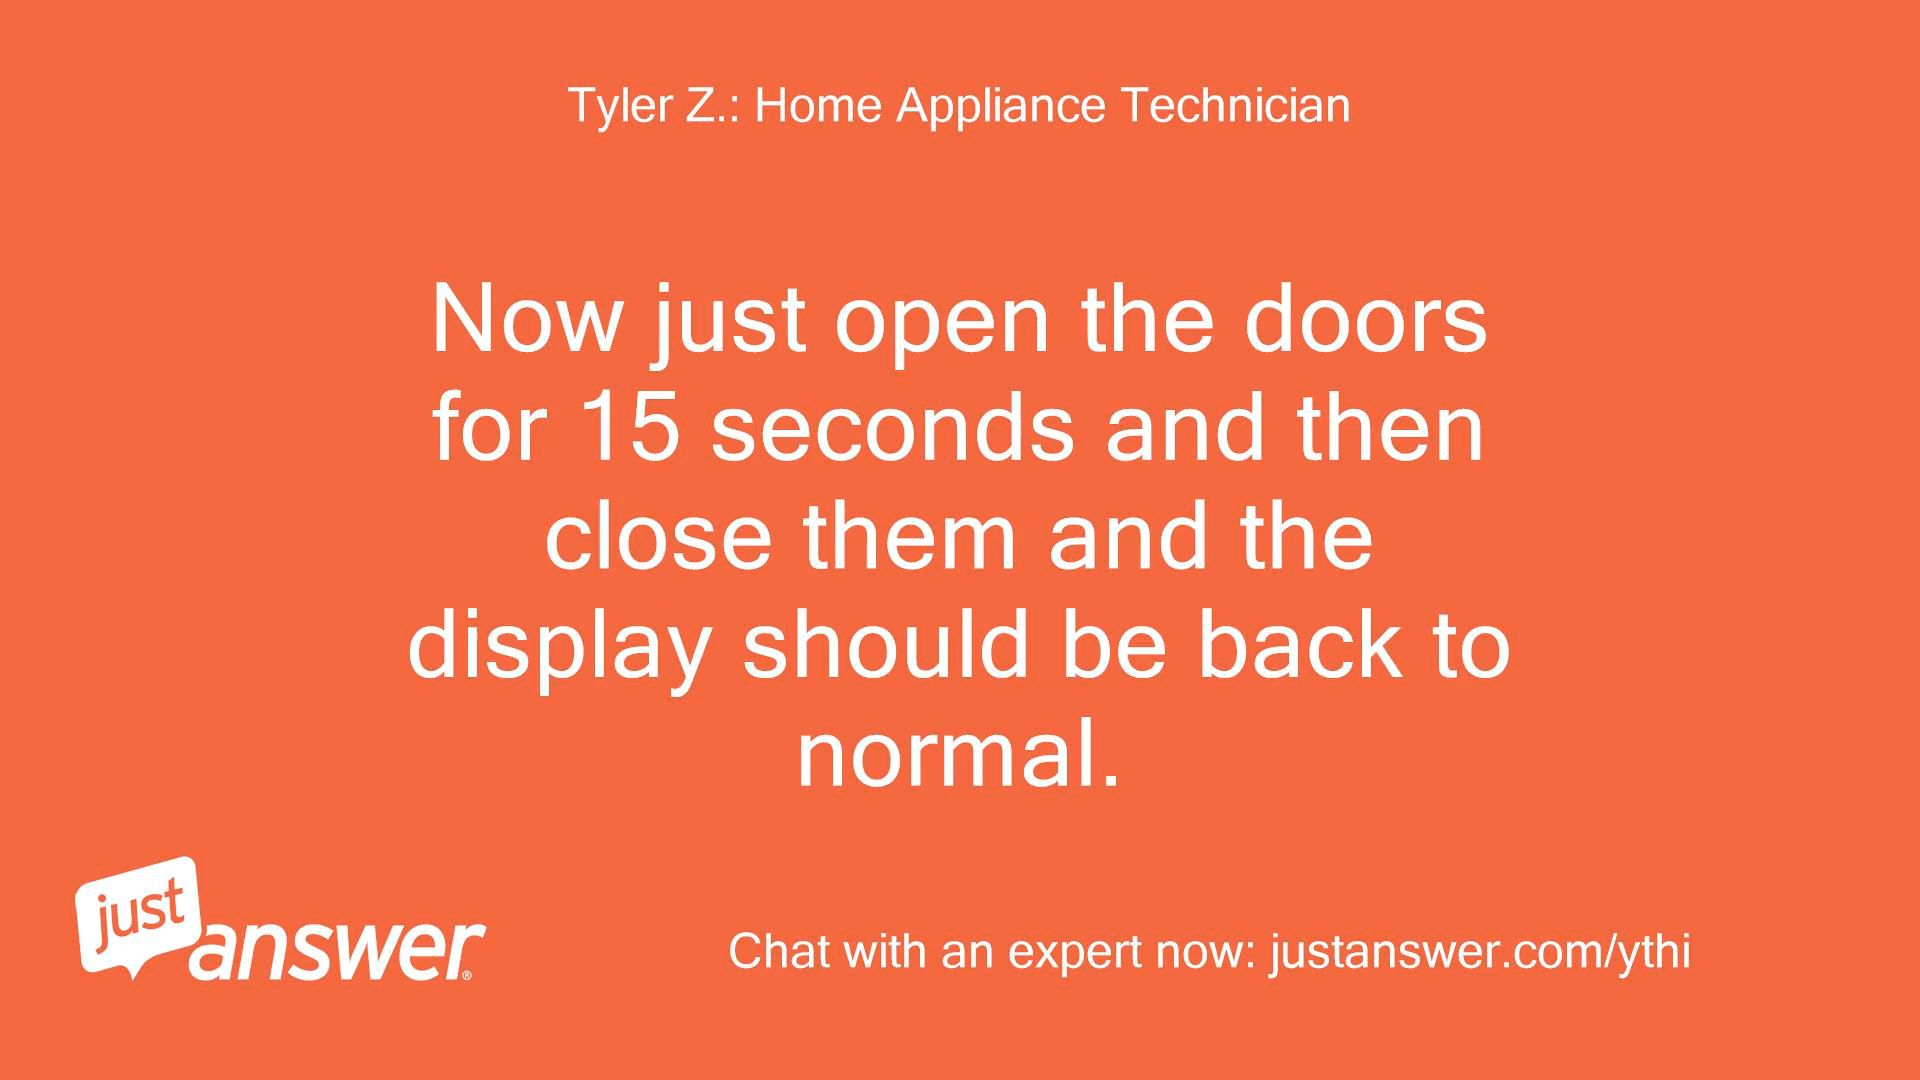 Tyler Z.: Home Appliance Technician
Now just open the doors
for 15 seconds and then
close them and the
display should be back to
normal.
just
answer®
Chat with an expert now: justanswer.com/ythi